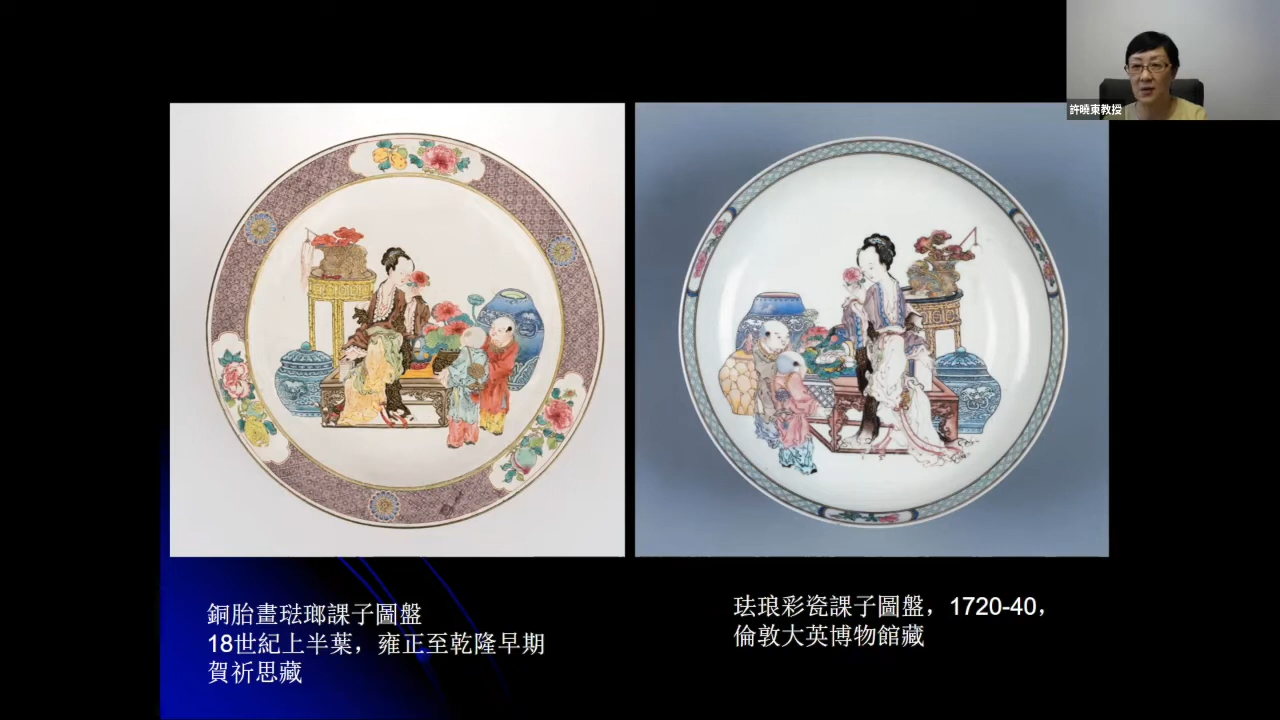 許曉東教授
銅胎畫琺瑯課子圖盤
18世紀上半葉，雍正至乾隆早期
賀祈思藏
珐琅彩瓷課子圖盤，1720-40，
倫敦大英博物館藏